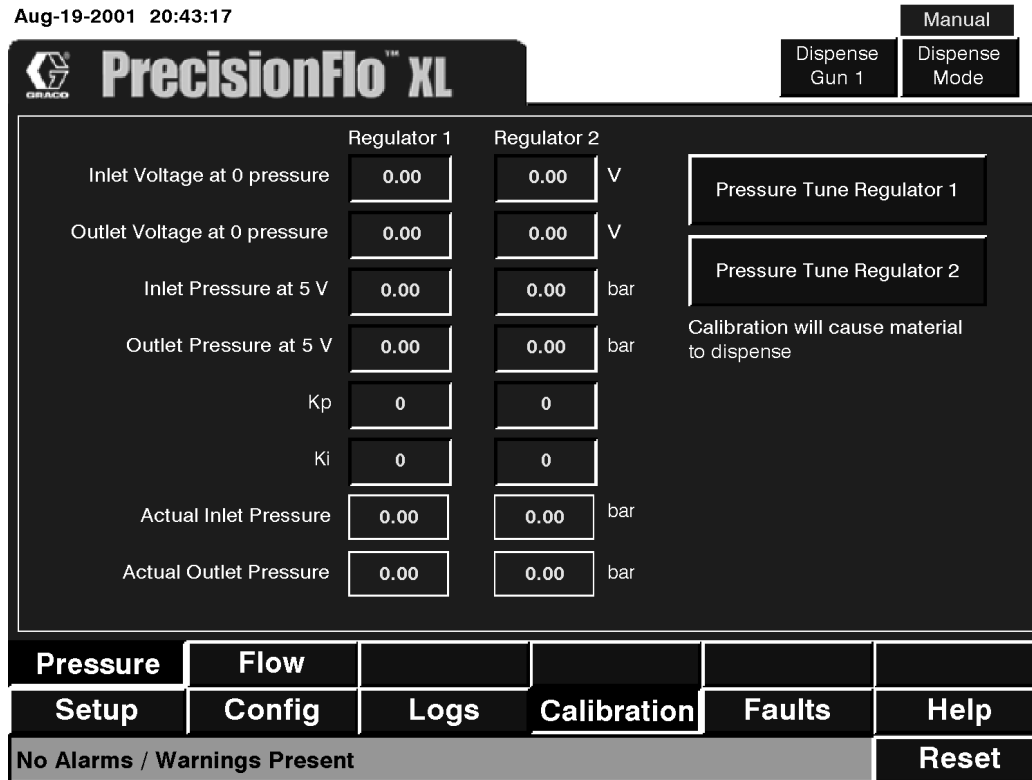 Aug-19-2001 20:43:17
Manual
GRACO
PrecisionFlo™ XL
Dispense
Gun 1
Dispense
Mode
Regulator 1 Regulator 2
Inlet Voltage at 0 pressure 0.00 0.00 V
Outlet Voltage at 0 pressure 0.00 0.00 V
Inlet Pressure at 5 V 0.00 0.00 bar
Outlet Pressure at 5 V 0.00 0.00 bar
Kp 0 0
Ki 0 0
Actual Inlet Pressure 0.00 0.00 bar
Actual Outlet Pressure 0.00 0.00 bar
Pressure Tune Regulator 1
Pressure Tune Regulator 2
Calibration will cause material
to dispense
Pressure Flow
Setup Config Logs Calibration Faults Help
No Alarms / Warnings Present Reset